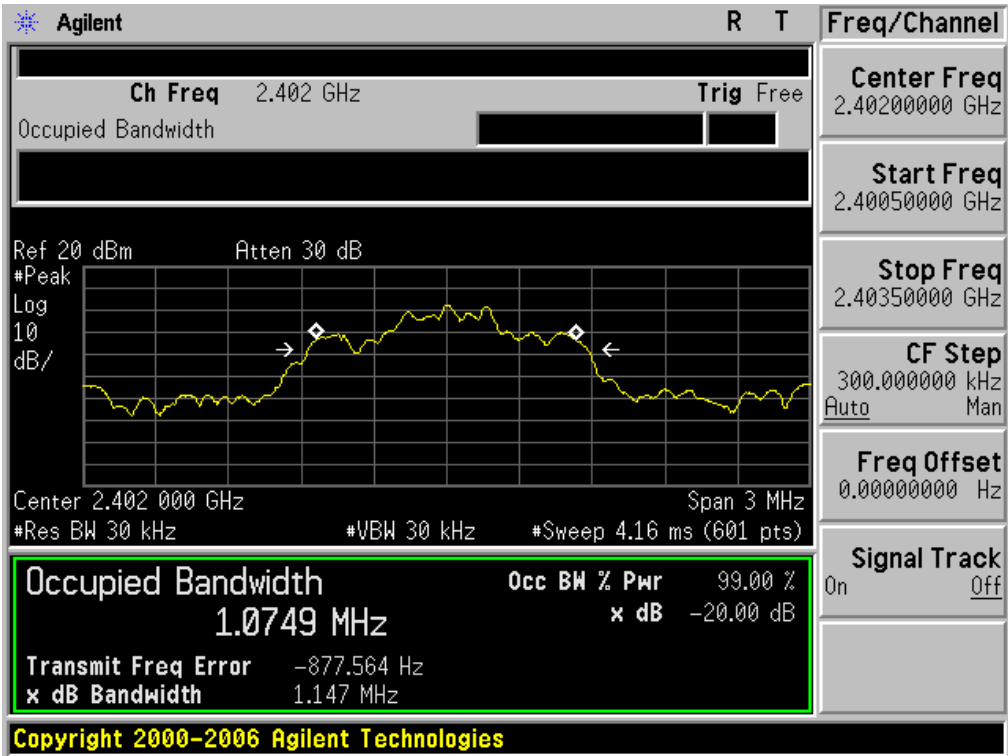 Agilent R T Freq/Channel
Ch Freq 2.402 GHz Trig Free
Occupied Bandwidth
Center Freq
2.40200000 GHz
Start Freq
2.40050000 GHz
Stop Freq
2.40350000 GHz
CF Step
300.000000 kHz
Auto Man
Freq Offset
0.00000000 Hz
Signal Track
On Off
Ref 20 dBm Atten 30 dB
#Peak
Log
10
dB/
Center 2.402 000 GHz Span 3 MHz
#Res BW 30 kHz #VBW 30 kHz #Sweep 4.16 ms (601 pts)
Occupied Bandwidth Occ BW % Pwr 99.00 %
1.0749 MHz x dB -20.00 dB
Transmit Freq Error -877.564 Hz
x dB Bandwidth 1.147 MHz
Copyright 2000-2006 Agilent Technologies